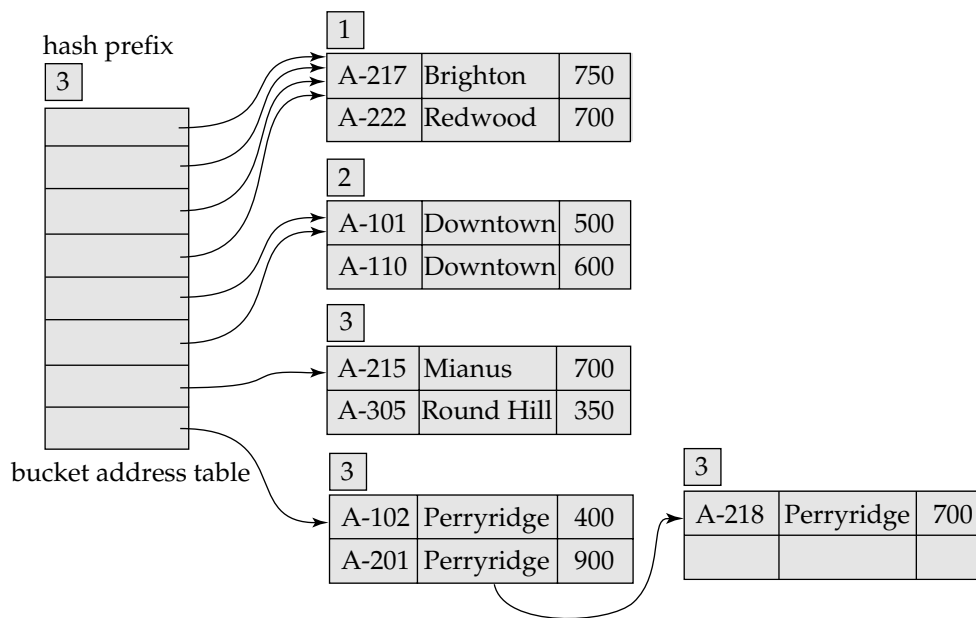 hash prefix
3
1
A-217 Brighton 750
A-222 Redwood 700
2
A-101 Downtown 500
A-110 Downtown 600
3
A-215 Mianus 700
A-305 Round Hill 350
bucket address table
3
A-102 Perryridge 400
A-201 Perryridge 900
3
A-218 Perryridge 700